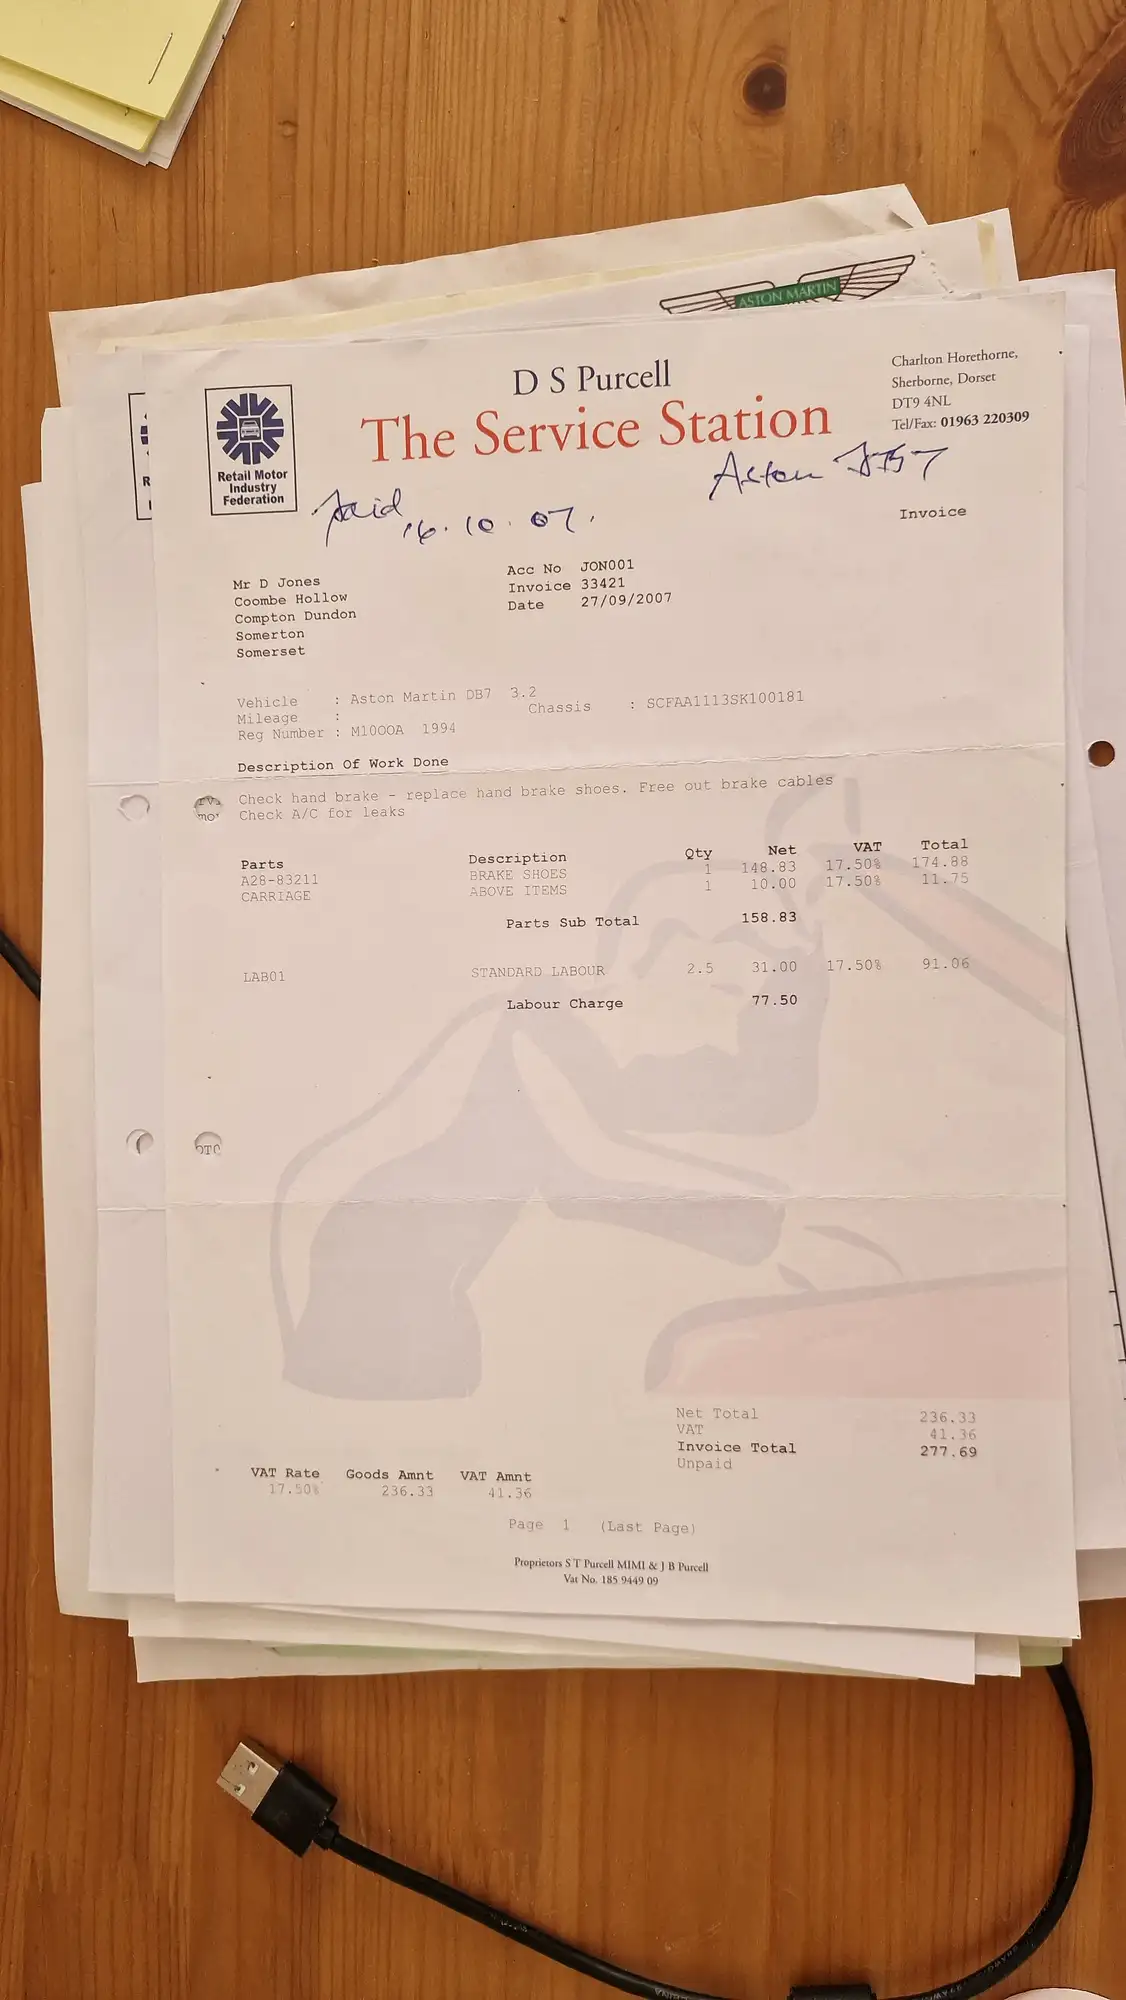 ASTON MARTIN
D S Purcell
The Service Station
Charlton Horethorne,
Sherborne, Dorset
DT9 4NL
Tel/Fax: 01963 220309
Retail Motor
Industry
Federation
Paid 16.10.07.
Aston DB7
Invoice
Mr D Jones
Coombe Hollow
Compton Dundon
Somerton
Somerset
Acc No JON001
Invoice 33421
Date 27/09/2007
Vehicle : Aston Martin DB7 3.2
Mileage :
Chassis : SCFAA1113SK100181
Reg Number : M100OA 1994
Description Of Work Done
Check hand brake - replace hand brake shoes. Free out brake cables
Check A/C for leaks
Parts Description Qty Net VAT Total
A28-83211 BRAKE SHOES 1 148.83 17.50% 174.88
CARRIAGE ABOVE ITEMS 1 10.00 17.50% 11.75
Parts Sub Total 158.83
LAB01 STANDARD LABOUR 2.5 31.00 17.50% 91.06
Labour Charge 77.50
Net Total 236.33
VAT 41.36
Invoice Total 277.69
Unpaid
VAT Rate Goods Amnt VAT Amnt
17.50% 236.33 41.36
Page 1 (Last Page)
Proprietors S T Purcell MIMI & J B Purcell
Vat No. 185 9449 09